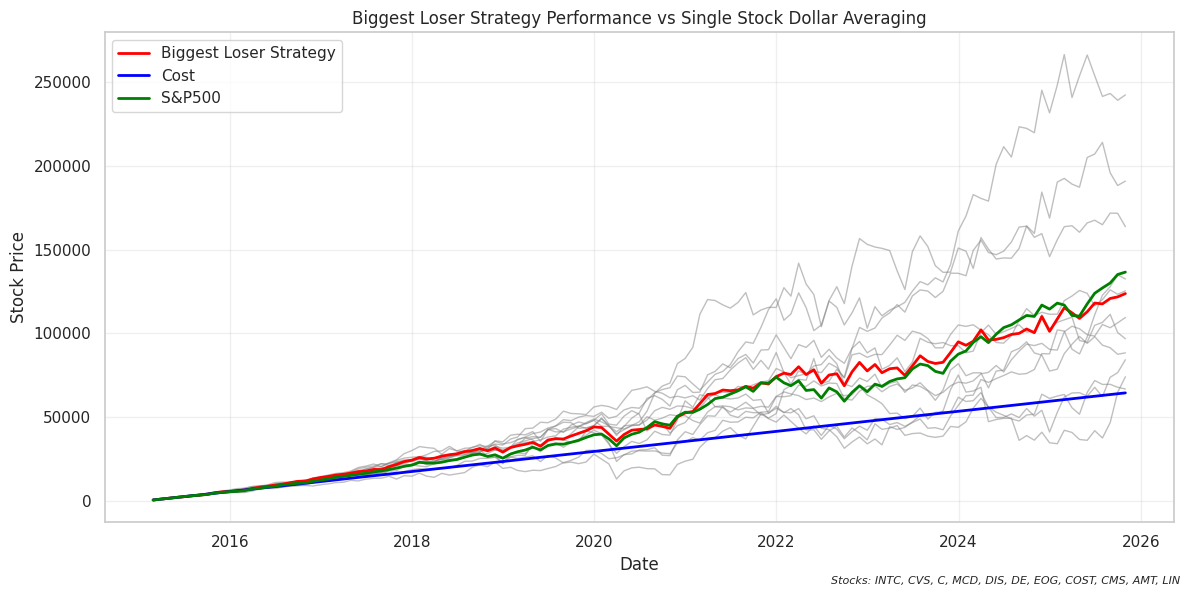 Biggest Loser Strategy Performance vs Single Stock Dollar Averaging
Biggest Loser Strategy
Cost
S&P500
Stock Price
250000
200000
150000
100000
50000
0
2016
2018
2020
2022
2024
2026
Date
Stocks: INTC, CVS, C, MCD, DIS, DE, EOG, COST, CMS, AMT, LIN